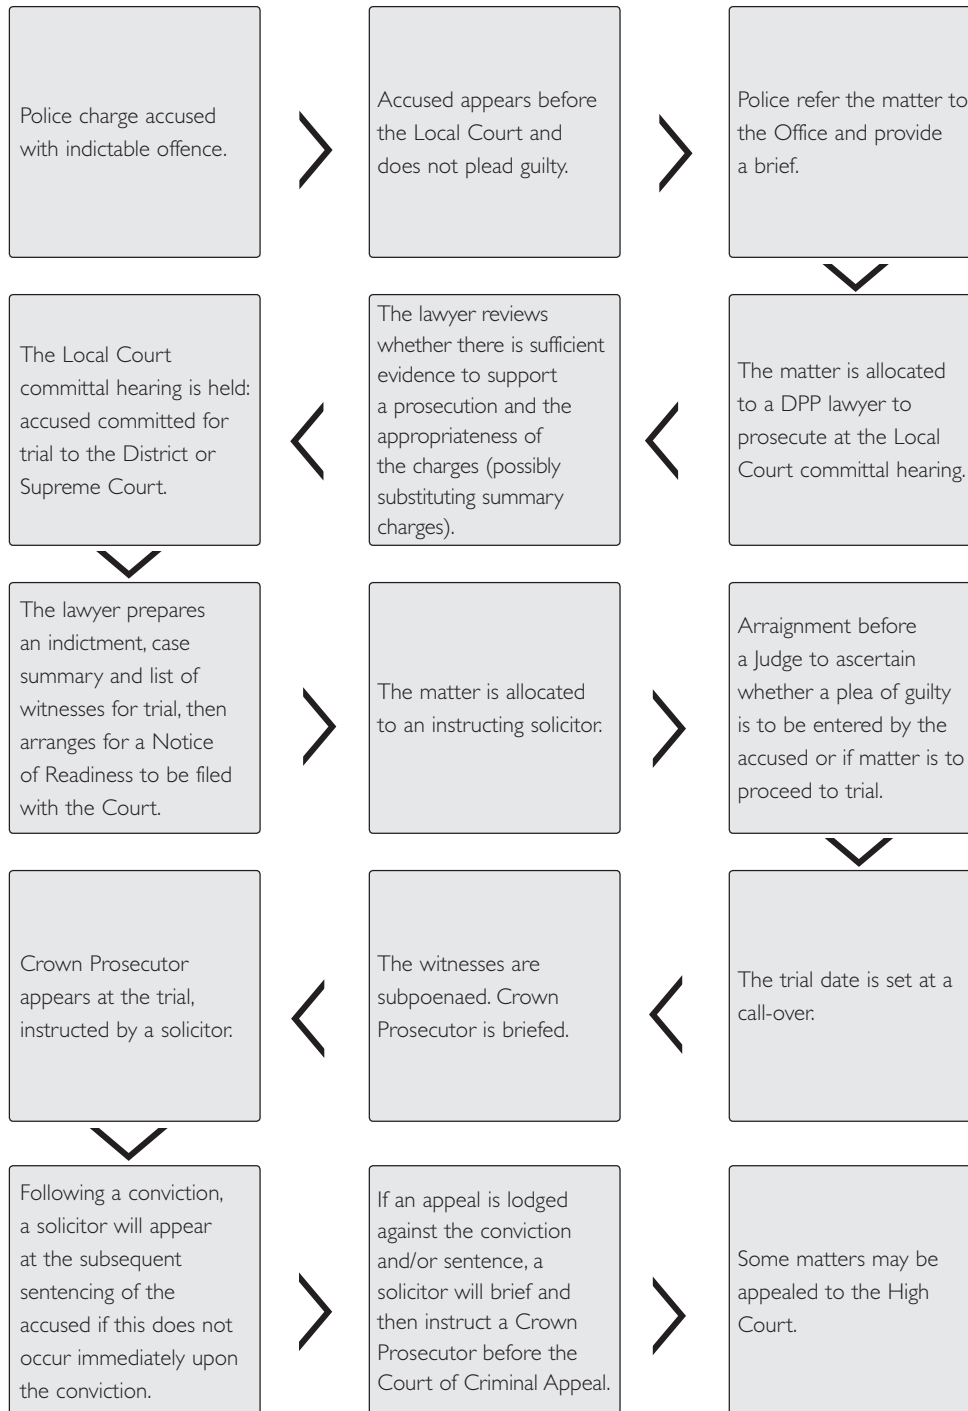 Police charge accused
with indictable offence.
Accused appears before
the Local Court and
does not plead guilty.
Police refer the matter to
the Office and provide
a brief.
The matter is allocated
to a DPP lawyer to
prosecute at the Local
Court committal hearing.
The lawyer reviews
whether there is sufficient
evidence to support
a prosecution and the
appropriateness of
the charges (possibly
substituting summary
charges).
The Local Court
committal hearing is held:
accused committed for
trial to the District or
Supreme Court.
The lawyer prepares
an indictment, case
summary and list of
witnesses for trial, then
arranges for a Notice
of Readiness to be filed
with the Court.
The matter is allocated
to an instructing solicitor.
Arraignment before
a Judge to ascertain
whether a plea of guilty
is to be entered by the
accused or if matter is to
proceed to trial.
The trial date is set at a
call-over.
The witnesses are
subpoenaed. Crown
Prosecutor is briefed.
Crown Prosecutor
appears at the trial,
instructed by a solicitor.
Following a conviction,
a solicitor will appear
at the subsequent
sentencing of the
accused if this does not
occur immediately upon
the conviction.
If an appeal is lodged
against the conviction
and/or sentence, a
solicitor will brief and
then instruct a Crown
Prosecutor before the
Court of Criminal Appeal.
Some matters may be
appealed to the High
Court.